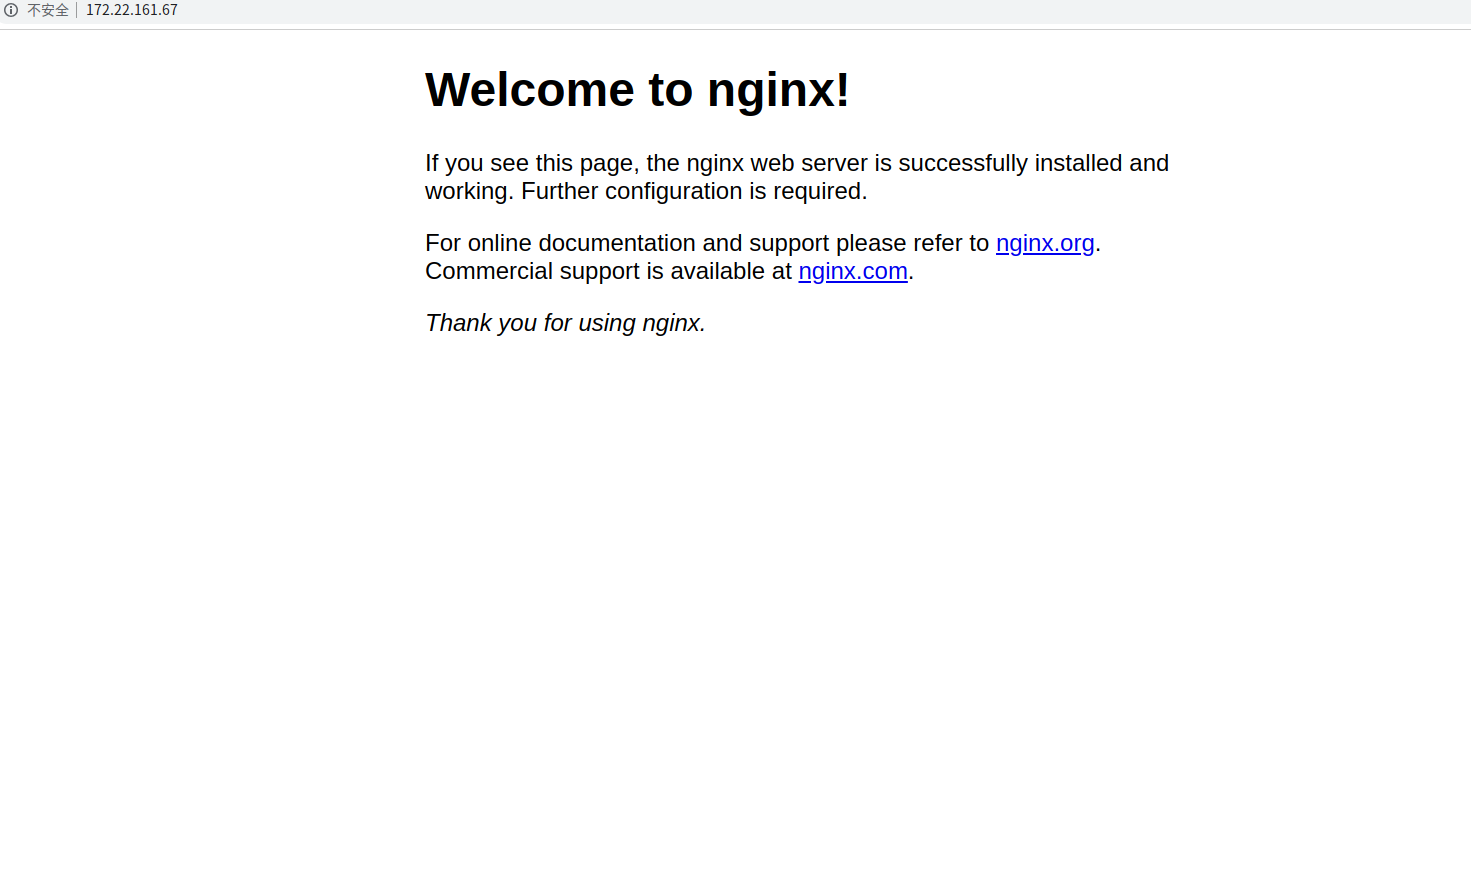 不安全 172.22.161.67
Welcome to nginx!
If you see this page, the nginx web server is successfully installed and
working. Further configuration is required.
For online documentation and support please refer to nginx.org.
Commercial support is available at nginx.com.
Thank you for using nginx.